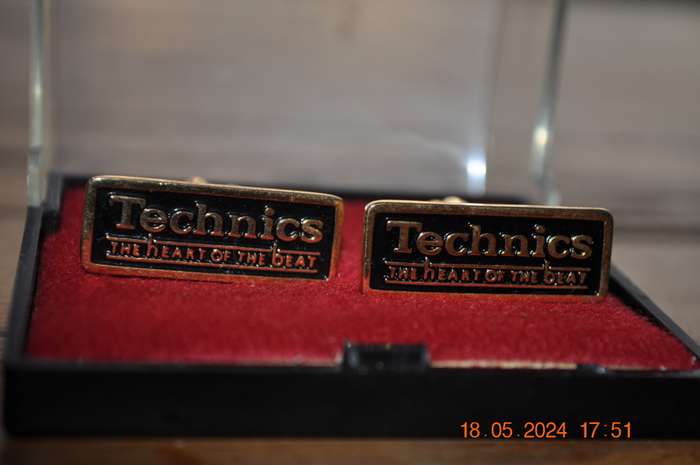 Technics
THE hEART OF THE bEAT
Technics
THE hEART OF THE bEAT
18.05.2024 17:51